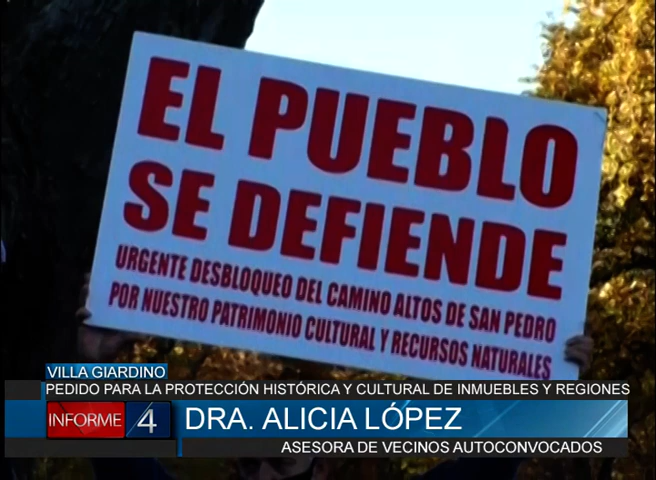 EL PUEBLO
SE DEFIENDE
URGENTE DESBLOQUEO DEL CAMINO ALTOS DE SAN PEDRO
POR NUESTRO PATRIMONIO CULTURAL Y RECURSOS NATURALES
VILLA GIARDINO
PEDIDO PARA LA PROTECCIÓN HISTÓRICA Y CULTURAL DE INMUEBLES Y REGIONES
INFORME 4
DRA. ALICIA LÓPEZ
ASESORA DE VECINOS AUTOCONVOCADOS